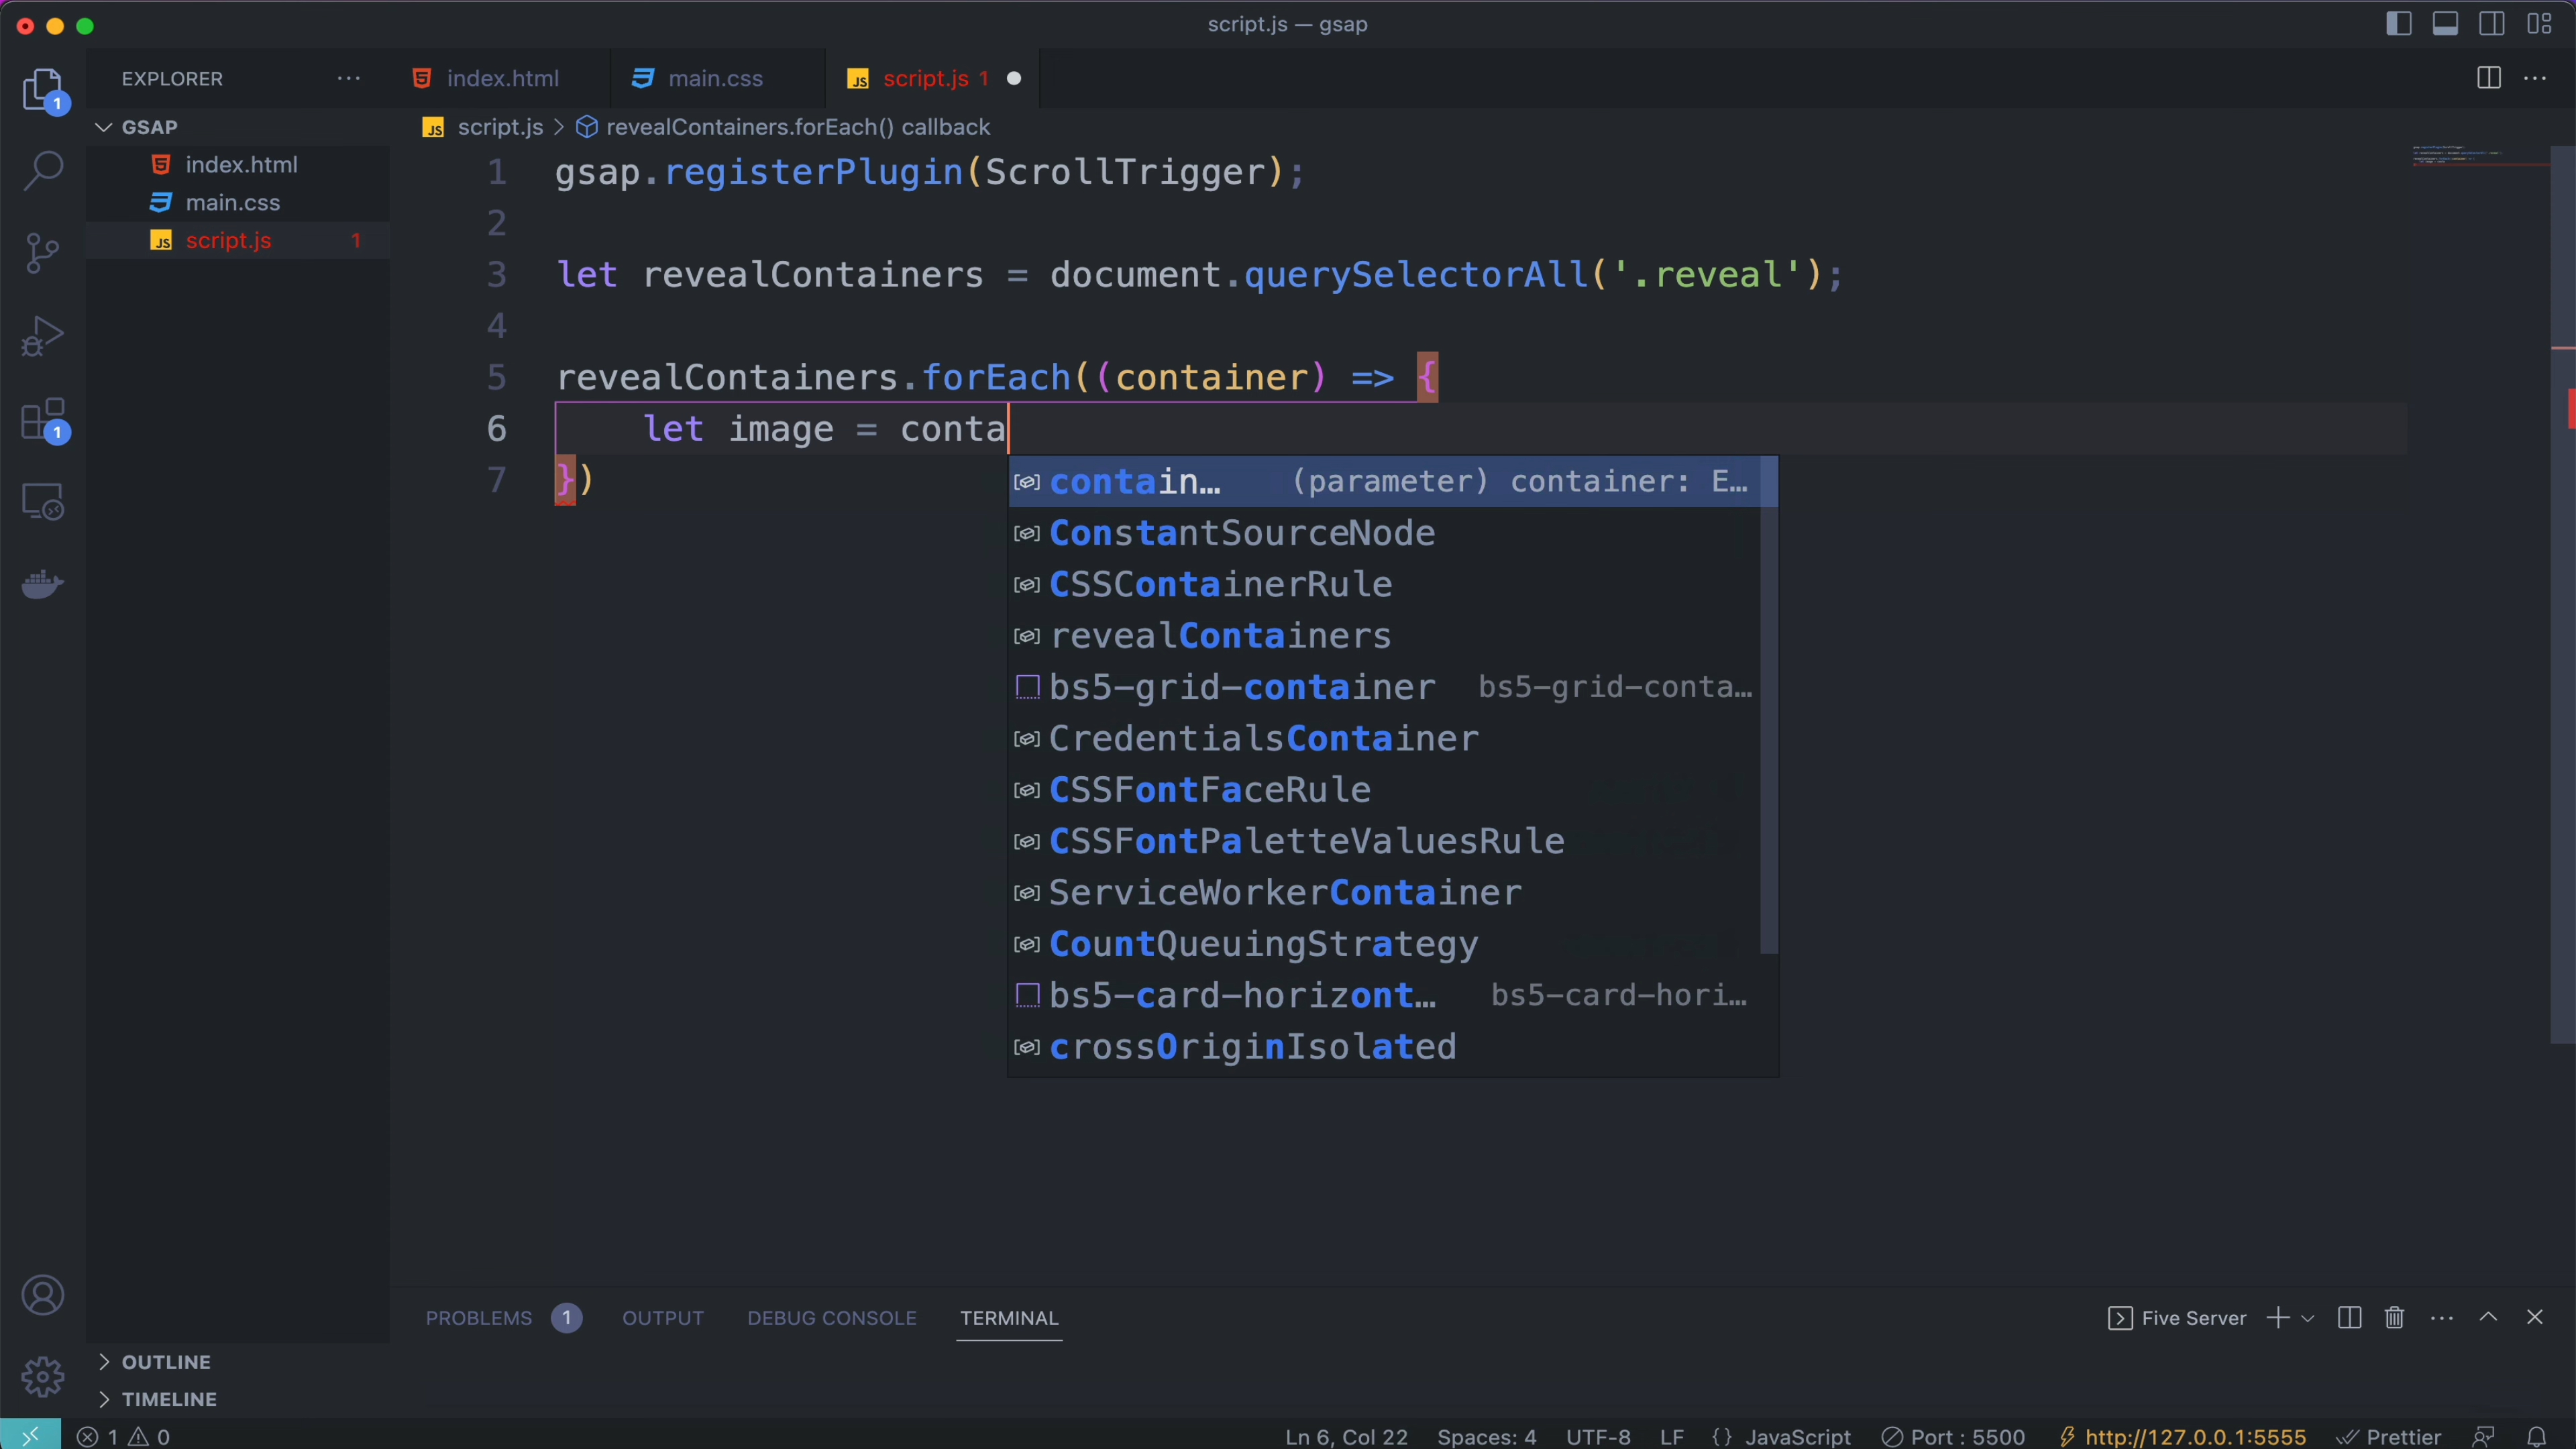 script.js — gsap
EXPLORER
index.html
main.css
script.js 1
1
GSAP
script.js > revealContainers.forEach() callback
index.html
main.css
script.js 1
1 gsap.registerPlugin(ScrollTrigger);
2
3 let revealContainers = document.querySelectorAll('.reveal');
4
5 revealContainers.forEach((container) => {
6 let image = conta
7 })
contain… (parameter) container: E…
ConstantSourceNode
CSSContainerRule
revealContainers
bs5-grid-container bs5-grid-conta…
CredentialsContainer
CSSFontFaceRule
CSSFontPaletteValuesRule
ServiceWorkerContainer
CountQueuingStrategy
bs5-card-horizont… bs5-card-hori…
crossOriginIsolated
1
PROBLEMS 1 OUTPUT DEBUG CONSOLE TERMINAL Five Server
OUTLINE
TIMELINE
1 0 Ln 6, Col 22 Spaces: 4 UTF-8 LF {} JavaScript Port : 5500 http://127.0.0.1:5555 Prettier